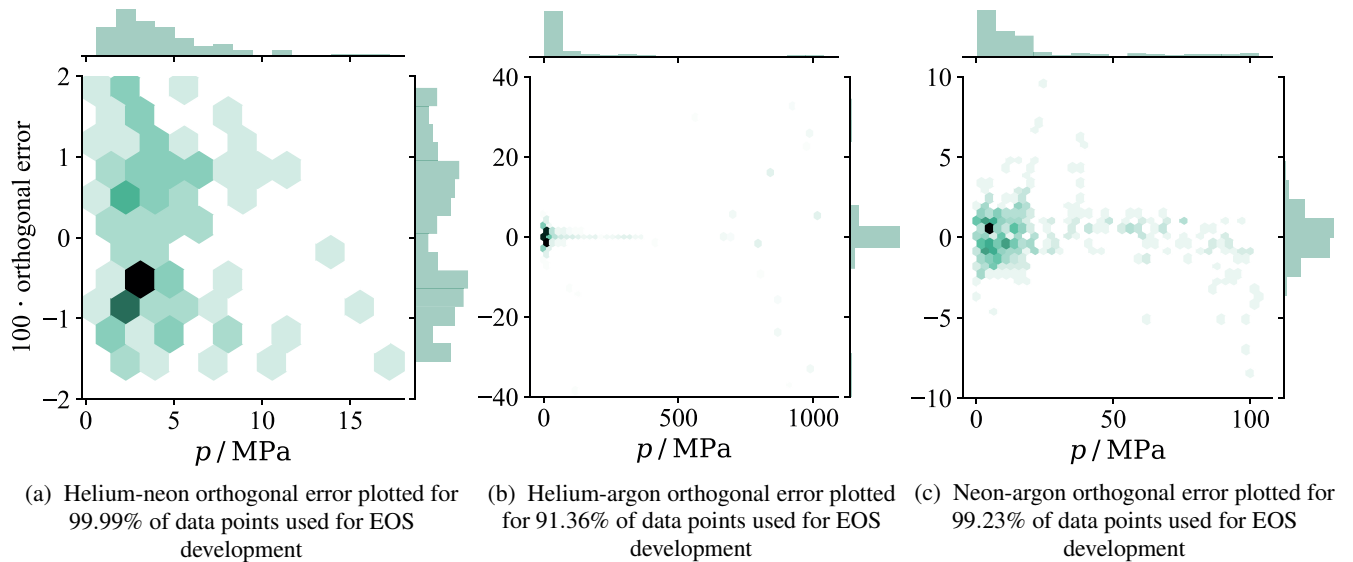 100 · orthogonal error
2
1
0
−1
−2
0
5
10
15
p / MPa
40
20
0
−20
−40
0
500
1000
p / MPa
10
5
0
−5
−10
0
50
100
p / MPa
(a) Helium-neon orthogonal error plotted for
99.99% of data points used for EOS
development
(b) Helium-argon orthogonal error plotted
for 91.36% of data points used for EOS
development
(c) Neon-argon orthogonal error plotted for
99.23% of data points used for EOS
development